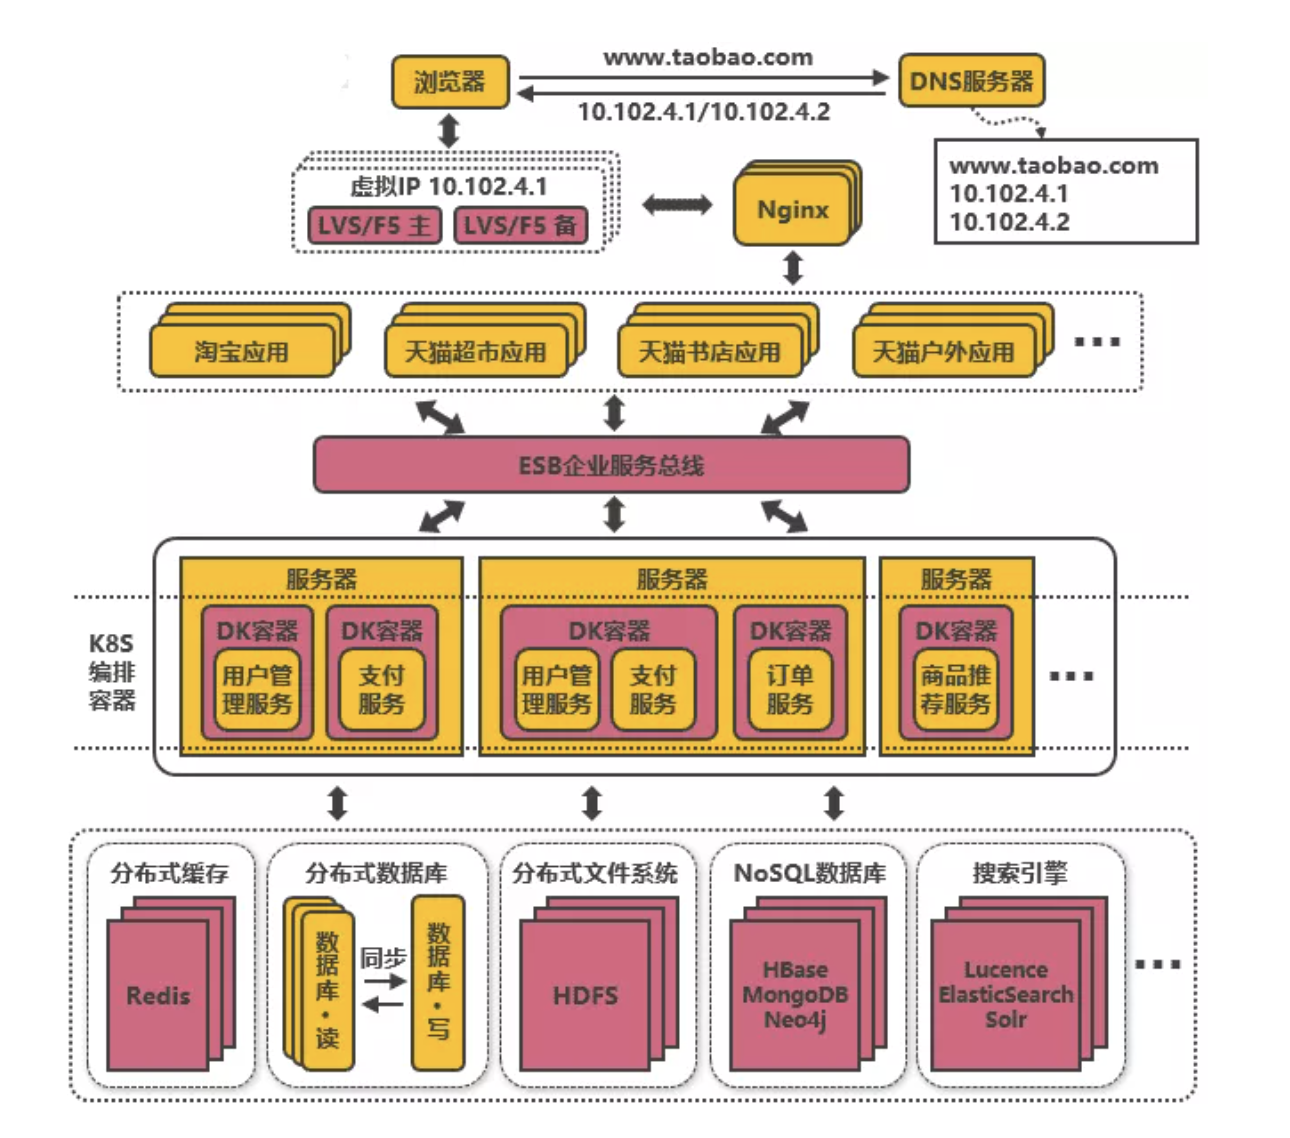 www.taobao.com
浏览器
DNS服务器
10.102.4.1/10.102.4.2
www.taobao.com
10.102.4.1
10.102.4.2
虚拟IP 10.102.4.1
LVS/F5 主
LVS/F5 备
Nginx
淘宝应用
天猫超市应用
天猫书店应用
天猫户外应用
...
ESB企业服务总线
K8S
编排
容器
服务器
DK容器
用户管
理服务
DK容器
支付
服务
服务器
DK容器
用户管
理服务
支付
服务
DK容器
订单
服务
服务器
DK容器
商品推
荐服务
...
分布式缓存
Redis
分布式数据库
数据库·读
同步
数据库·写
分布式文件系统
HDFS
NoSQL数据库
HBase
MongoDB
Neo4j
搜索引擎
Lucence
ElasticSearch
Solr
...